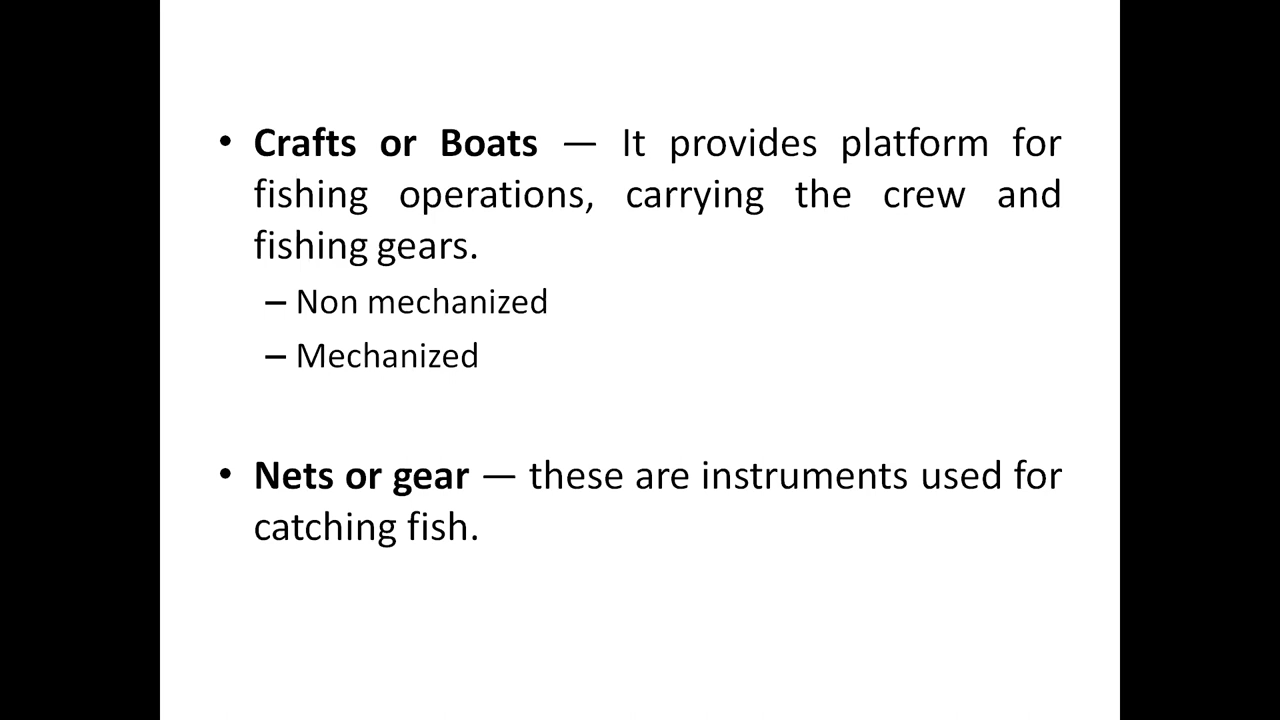 • Crafts or Boats — It provides platform for
fishing operations, carrying the crew and
fishing gears.
– Non mechanized
– Mechanized
• Nets or gear — these are instruments used for
catching fish.